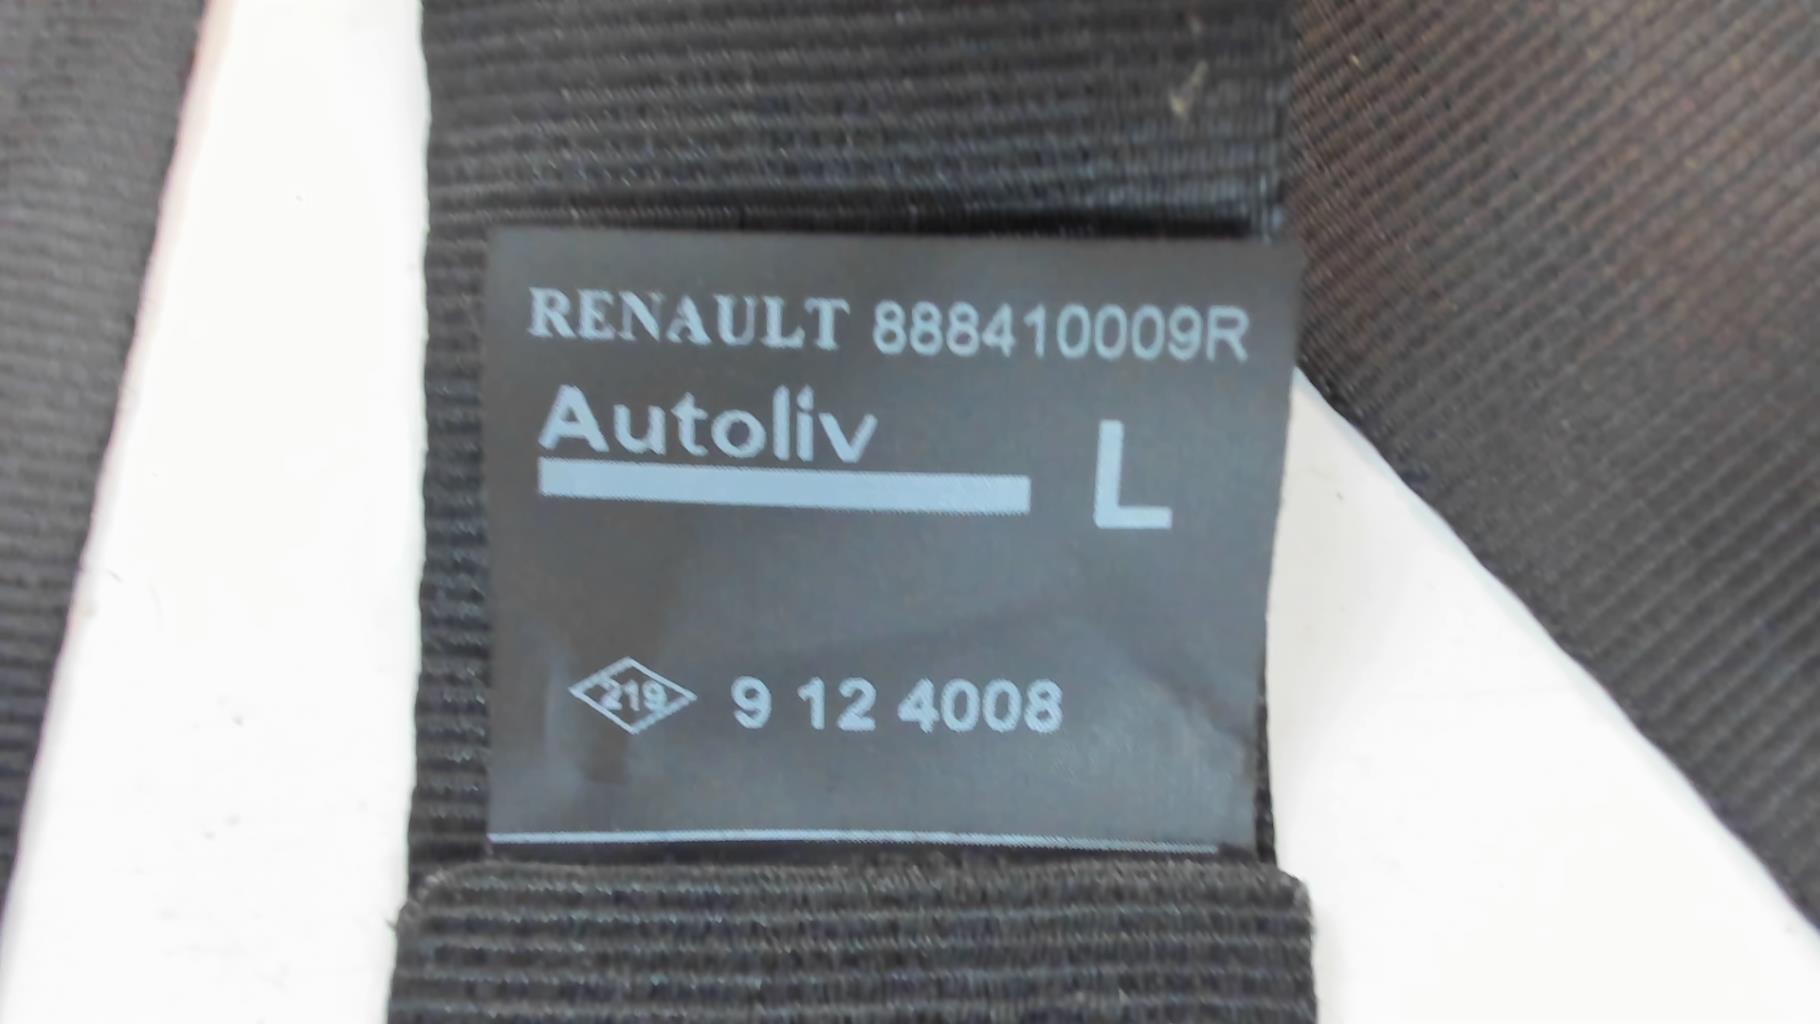 RENAULT 888410009R
Autoliv L
219 9 12 4008